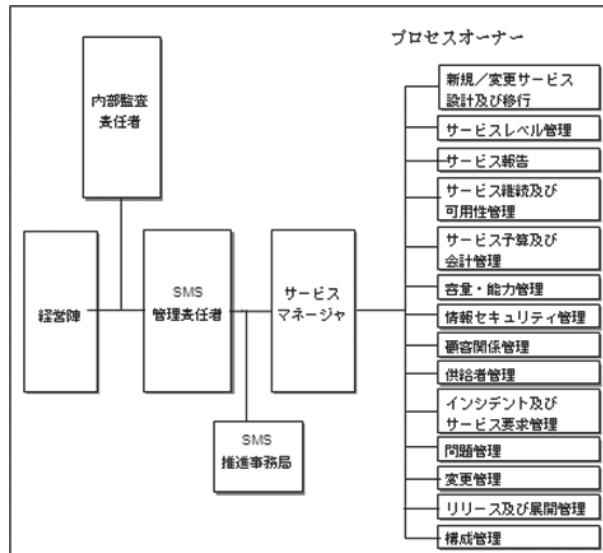 プロセスオーナー
内部監査
責任者
経営陣
SMS
管理責任者
サービス
マネージャ
SMS
推進事務局
新規／変更サービス
設計及び移行
サービスレベル管理
サービス報告
サービス継続及び
可用性管理
サービス予算及び
会計管理
容量・能力管理
情報セキュリティ管理
顧客関係管理
供給者管理
インシデント及び
サービス要求管理
問題管理
変更管理
リリース及び展開管理
構成管理